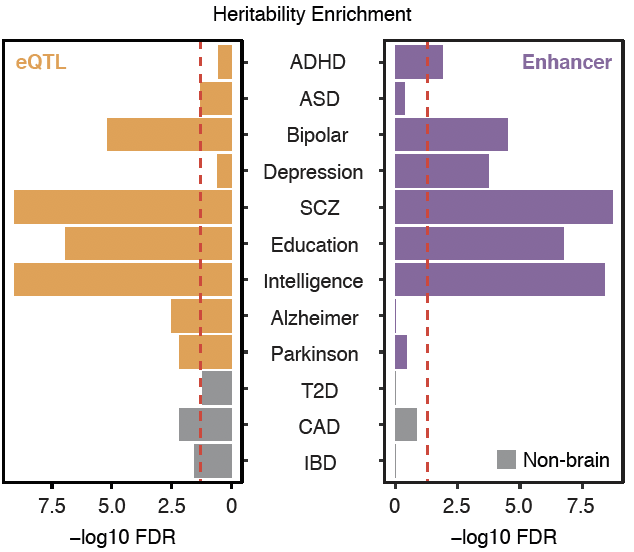 Heritability Enrichment
eQTL
Enhancer
ADHD
ASD
Bipolar
Depression
SCZ
Education
Intelligence
Alzheimer
Parkinson
T2D
CAD
IBD
Non-brain
7.5 5.0 2.5 0
0 2.5 5.0 7.5
−log10 FDR
−log10 FDR